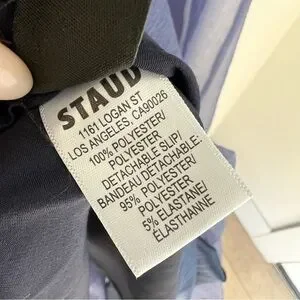 STAUD
1161 LOGAN ST
LOS ANGELES, CA90026
100% POLYESTER/
POLYESTER
DETACHABLE SLIP/
BANDEAU DETACHABLE:
95% POLYESTER/
POLYESTER
5% ELASTANE/
ÉLASTHANNE